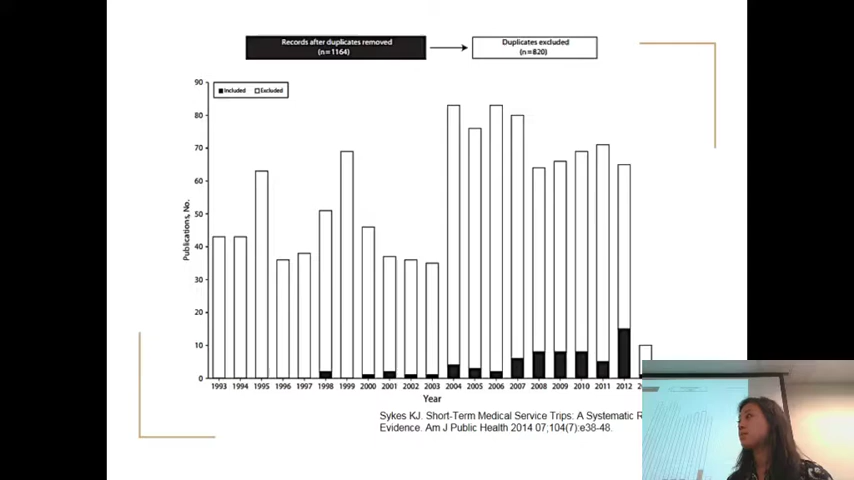 Records after duplicates removed
(n=1164)
Duplicates excluded
(n=820)
Included Excluded
90
80
70
60
50
40
30
20
10
0
Publications, No.
1993 1994 1995 1996 1997 1998 1999 2000 2001 2002 2003 2004 2005 2006 2007 2008 2009 2010 2011 2012
Year
Sykes KJ. Short-Term Medical Service Trips: A Systematic
Evidence. Am J Public Health 2014 07;104(7):e38-48.